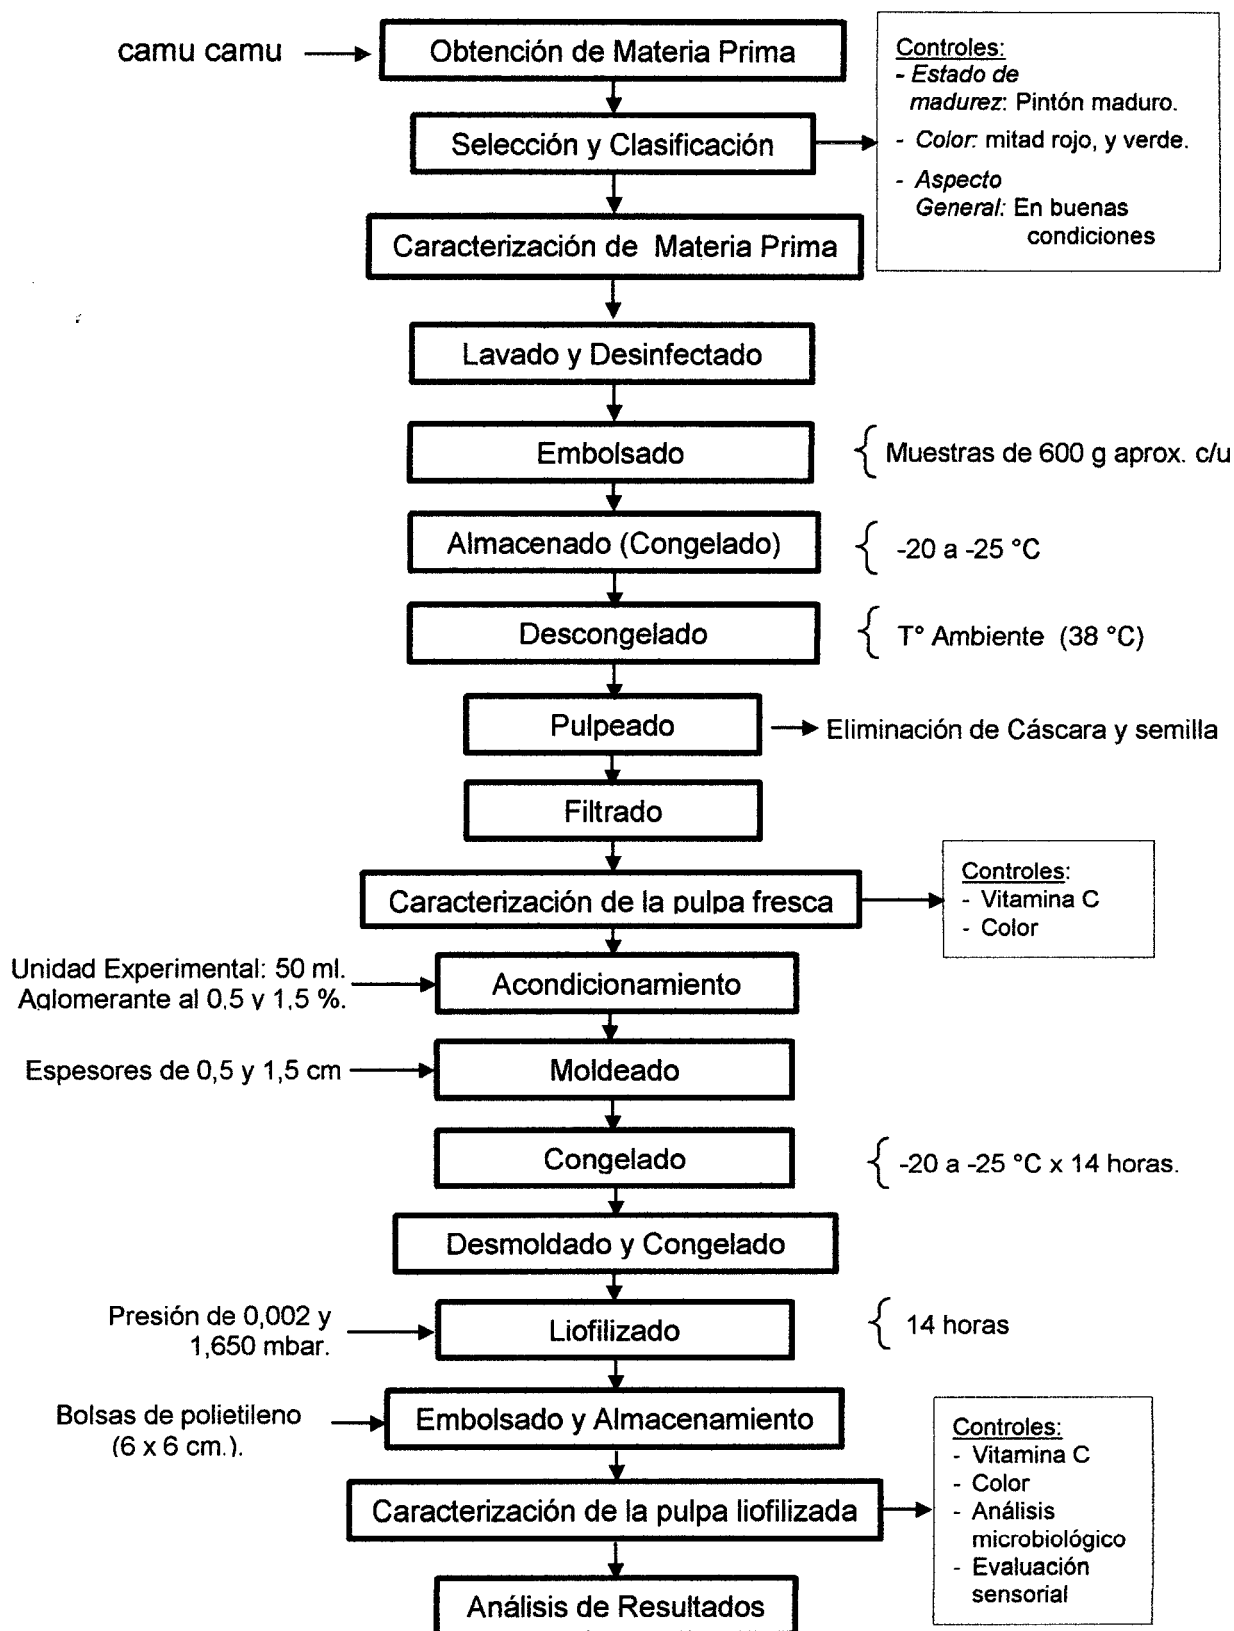 camu camu
Obtención de Materia Prima
Controles:
- Estado de
madurez: Pintón maduro.
- Color: mitad rojo, y verde.
- Aspecto
General: En buenas
condiciones
Selección y Clasificación
Caracterización de Materia Prima
Lavado y Desinfectado
Embolsado
Muestras de 600 g aprox. c/u
Almacenado (Congelado)
-20 a -25 °C
Descongelado
T° Ambiente (38 °C)
Pulpeado
Eliminación de Cáscara y semilla
Filtrado
Caracterización de la pulpa fresca
Controles:
- Vitamina C
- Color
Unidad Experimental: 50 ml.
Aglomerante al 0,5 y 1,5 %.
Acondicionamiento
Espesores de 0,5 y 1,5 cm
Moldeado
Congelado
-20 a -25 °C x 14 horas.
Desmoldado y Congelado
Presión de 0,002 y
1,650 mbar.
Liofilizado
14 horas
Bolsas de polietileno
(6 x 6 cm.).
Embolsado y Almacenamiento
Caracterización de la pulpa liofilizada
Controles:
- Vitamina C
- Color
- Análisis
microbiológico
- Evaluación
sensorial
Análisis de Resultados